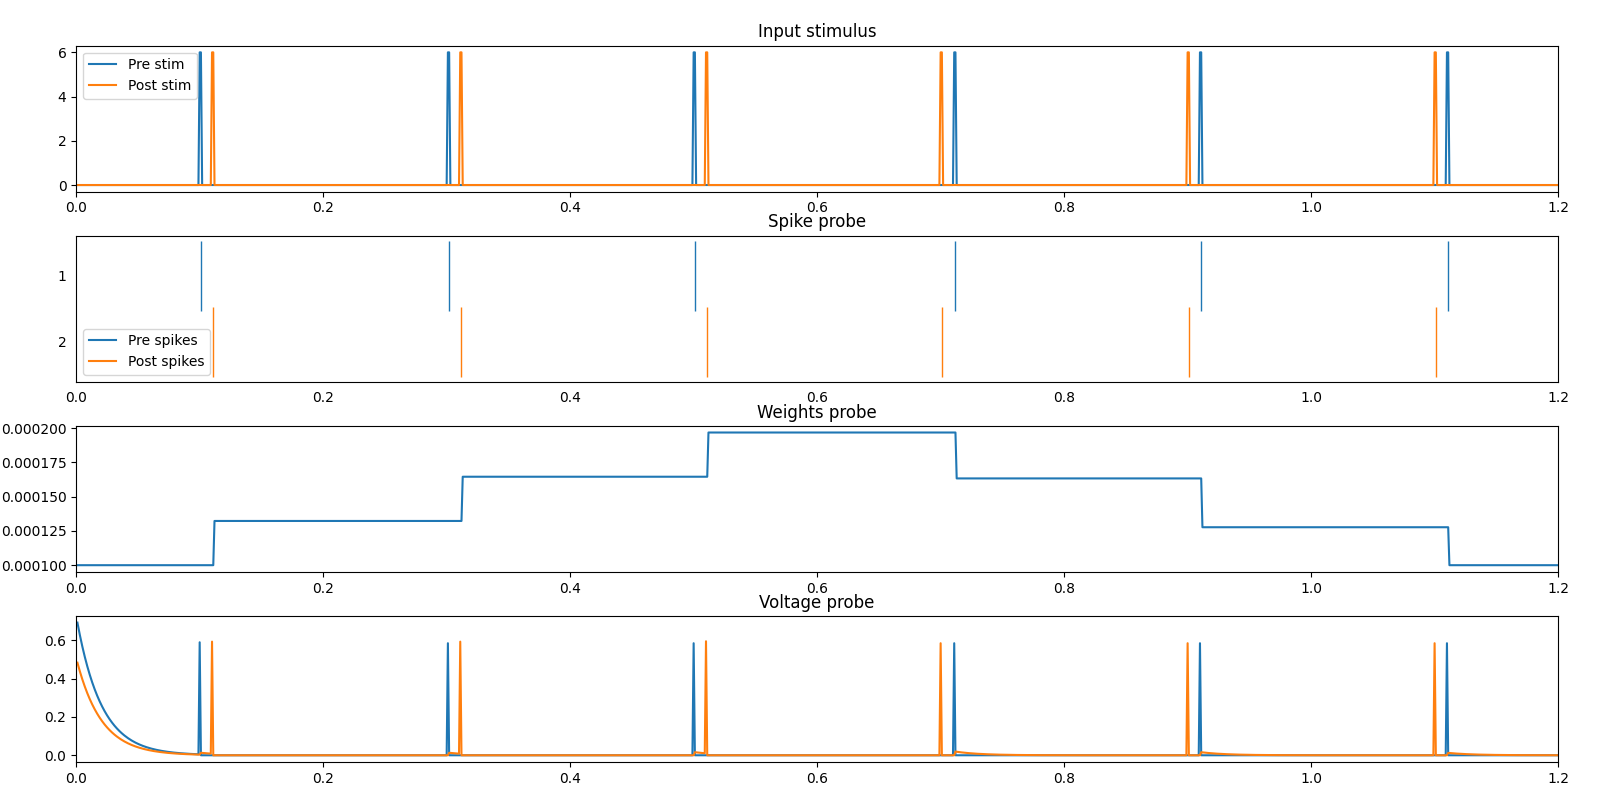 Input stimulus
6
4
2
0
Pre stim
Post stim
0.0 0.2 0.4 0.6 0.8 1.0 1.2
Spike probe
1
2
Pre spikes
Post spikes
0.0 0.2 0.4 0.6 0.8 1.0 1.2
Weights probe
0.000200
0.000175
0.000150
0.000125
0.000100
0.0 0.2 0.4 0.6 0.8 1.0 1.2
Voltage probe
0.6
0.4
0.2
0.0
0.0 0.2 0.4 0.6 0.8 1.0 1.2